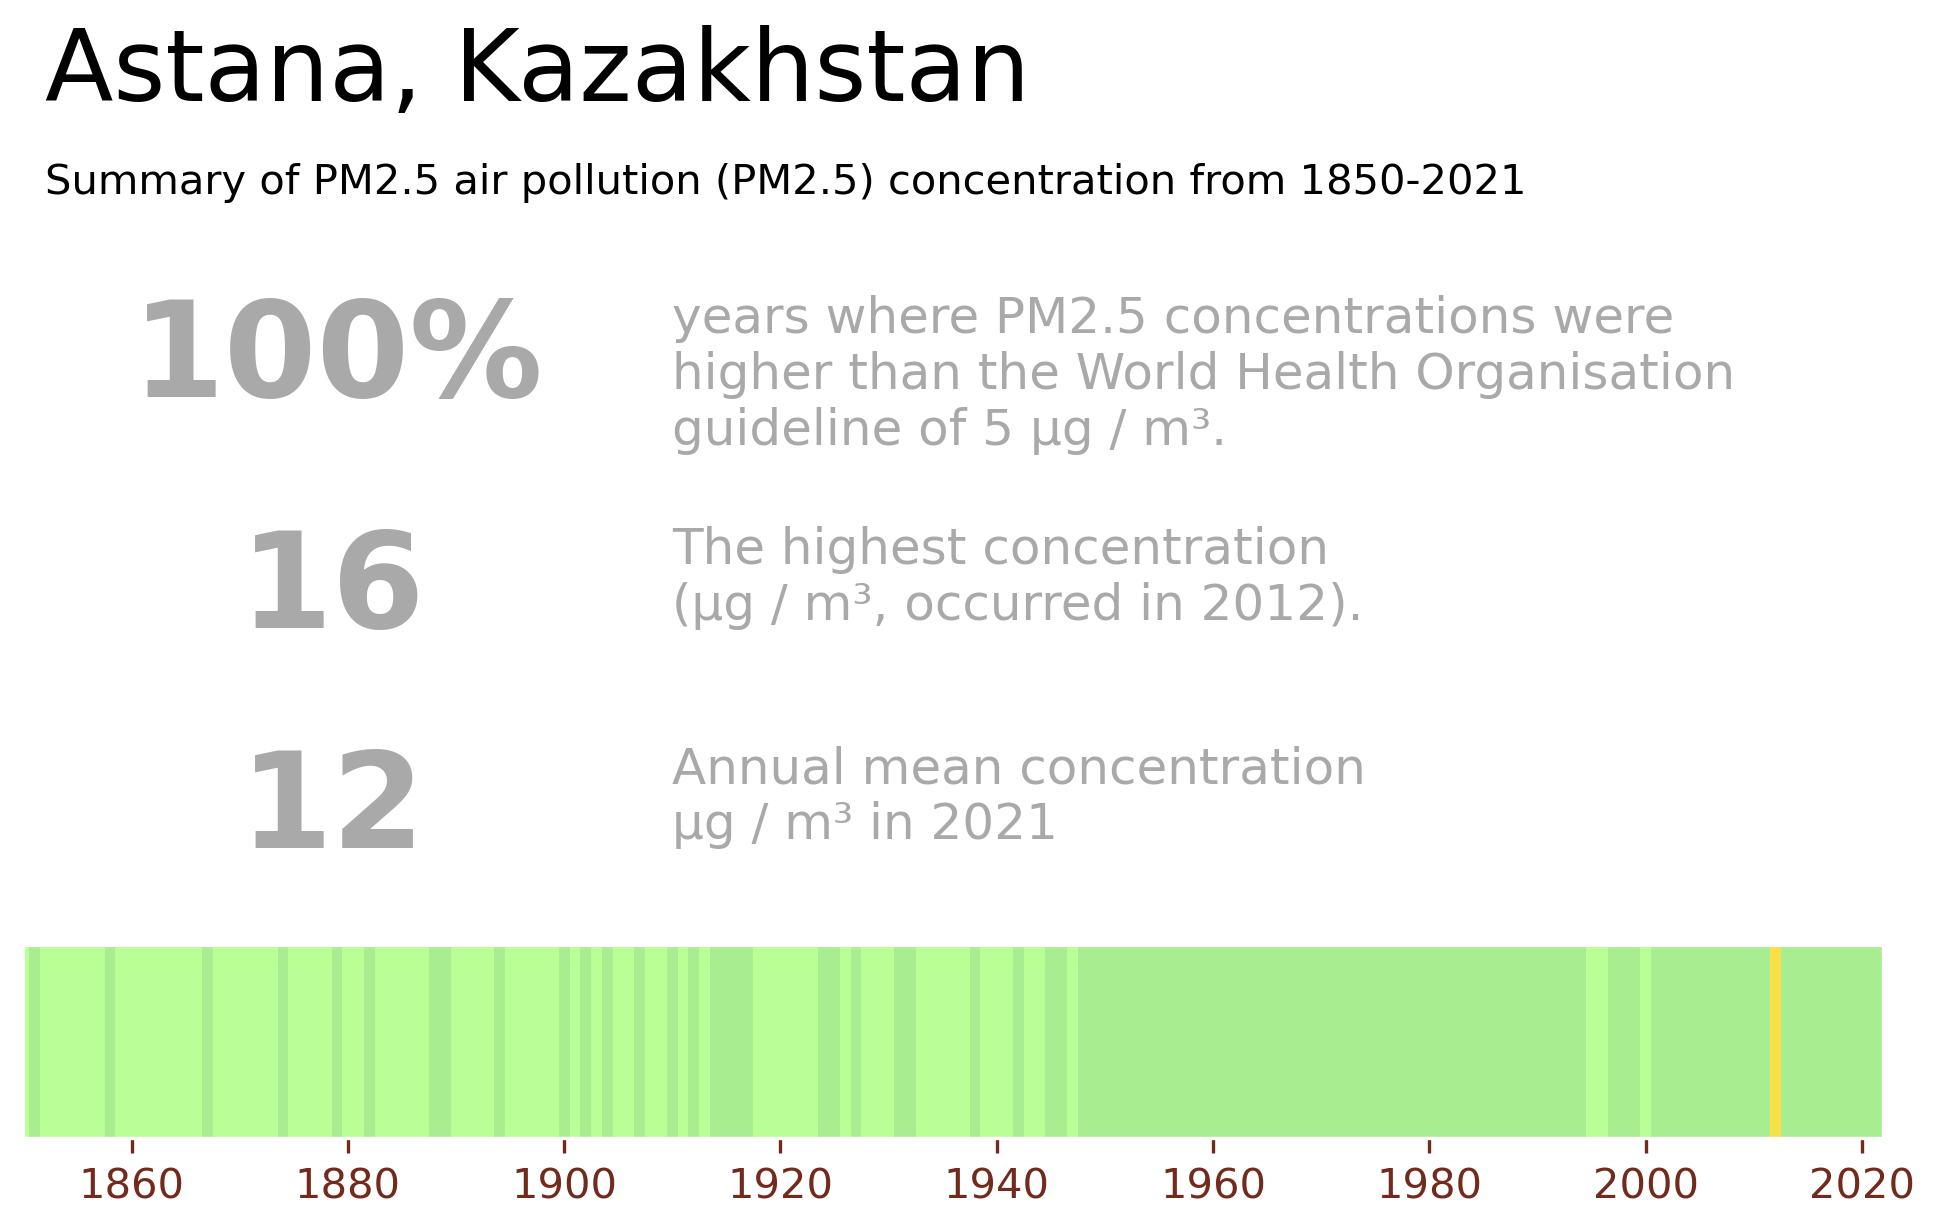 Astana, Kazakhstan
Summary of PM2.5 air pollution (PM2.5) concentration from 1850-2021
100%
years where PM2.5 concentrations were
higher than the World Health Organisation
guideline of 5 μg / m³.
16
The highest concentration
(μg / m³, occurred in 2012).
12
Annual mean concentration
μg / m³ in 2021
1860 1880 1900 1920 1940 1960 1980 2000 2020